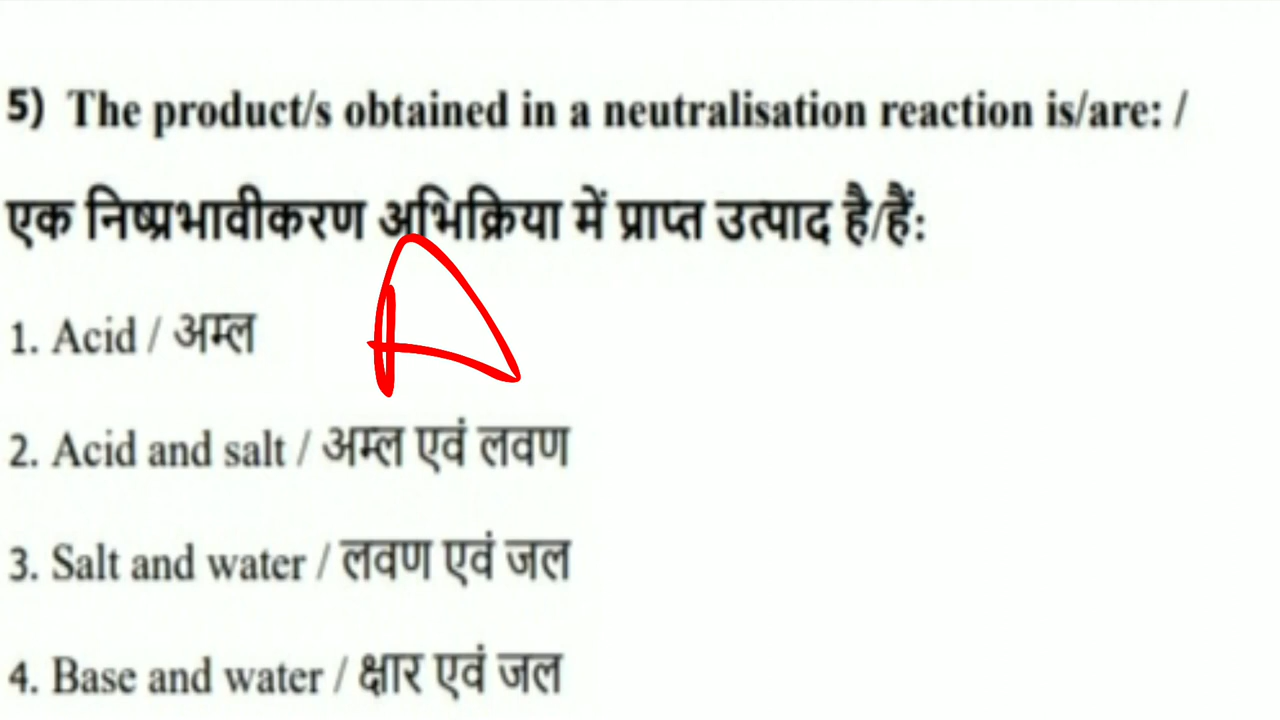 5) The product/s obtained in a neutralisation reaction is/are: /
एक निष्प्रभावीकरण अभिक्रिया में प्राप्त उत्पाद है/हैं:
1. Acid / अम्ल
2. Acid and salt / अम्ल एवं लवण
3. Salt and water / लवण एवं जल
4. Base and water / क्षार एवं जल